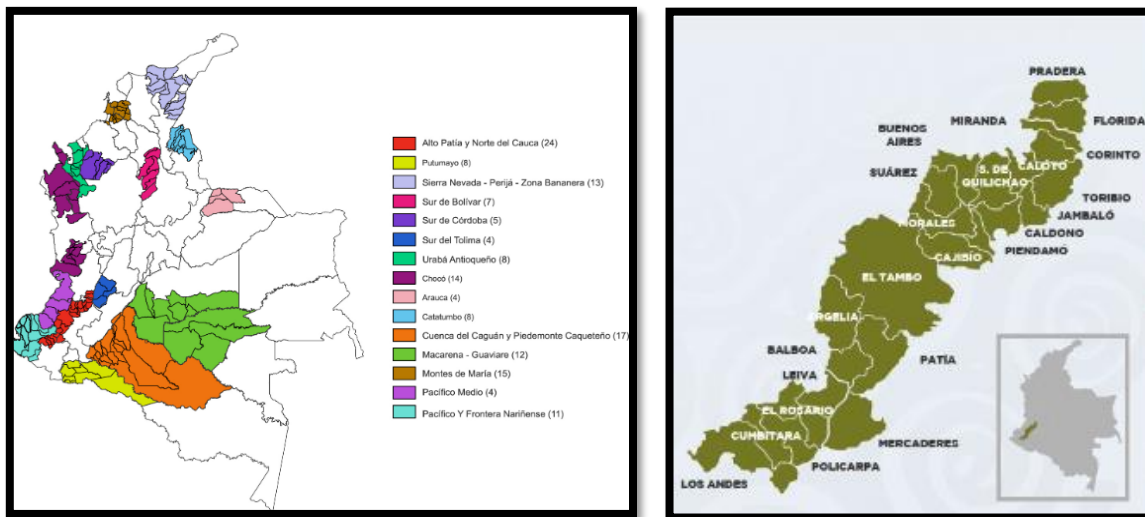 Alto Patía y Norte del Cauca (24)
Putumayo (8)
Sierra Nevada - Perijá - Zona Bananera (13)
Sur de Bolívar (7)
Sur de Córdoba (5)
Sur del Tolima (4)
Urabá Antioqueño (8)
Chocó (14)
Arauca (4)
Catatumbo (8)
Cuenca del Caguán y Piedemonte Caqueteño (17)
Macarena - Guaviare (12)
Montes de María (15)
Pacífico Medio (4)
Pacífico Y Frontera Nariñense (11)
PRADERA
MIRANDA
FLORIDA
BUENOS
AIRES
CORINTO
SUÁREZ
S. DE
QUILICHAO
CALOTO
TORIBIO
JAMBALÓ
MORALES
CALDONO
PIENDAMÓ
CAJIBÍO
EL TAMBO
ARGELIA
BALBOA
PATÍA
LEIVA
EL ROSARIO
CUMBITARA
MERCADERES
POLICARPA
LOS ANDES